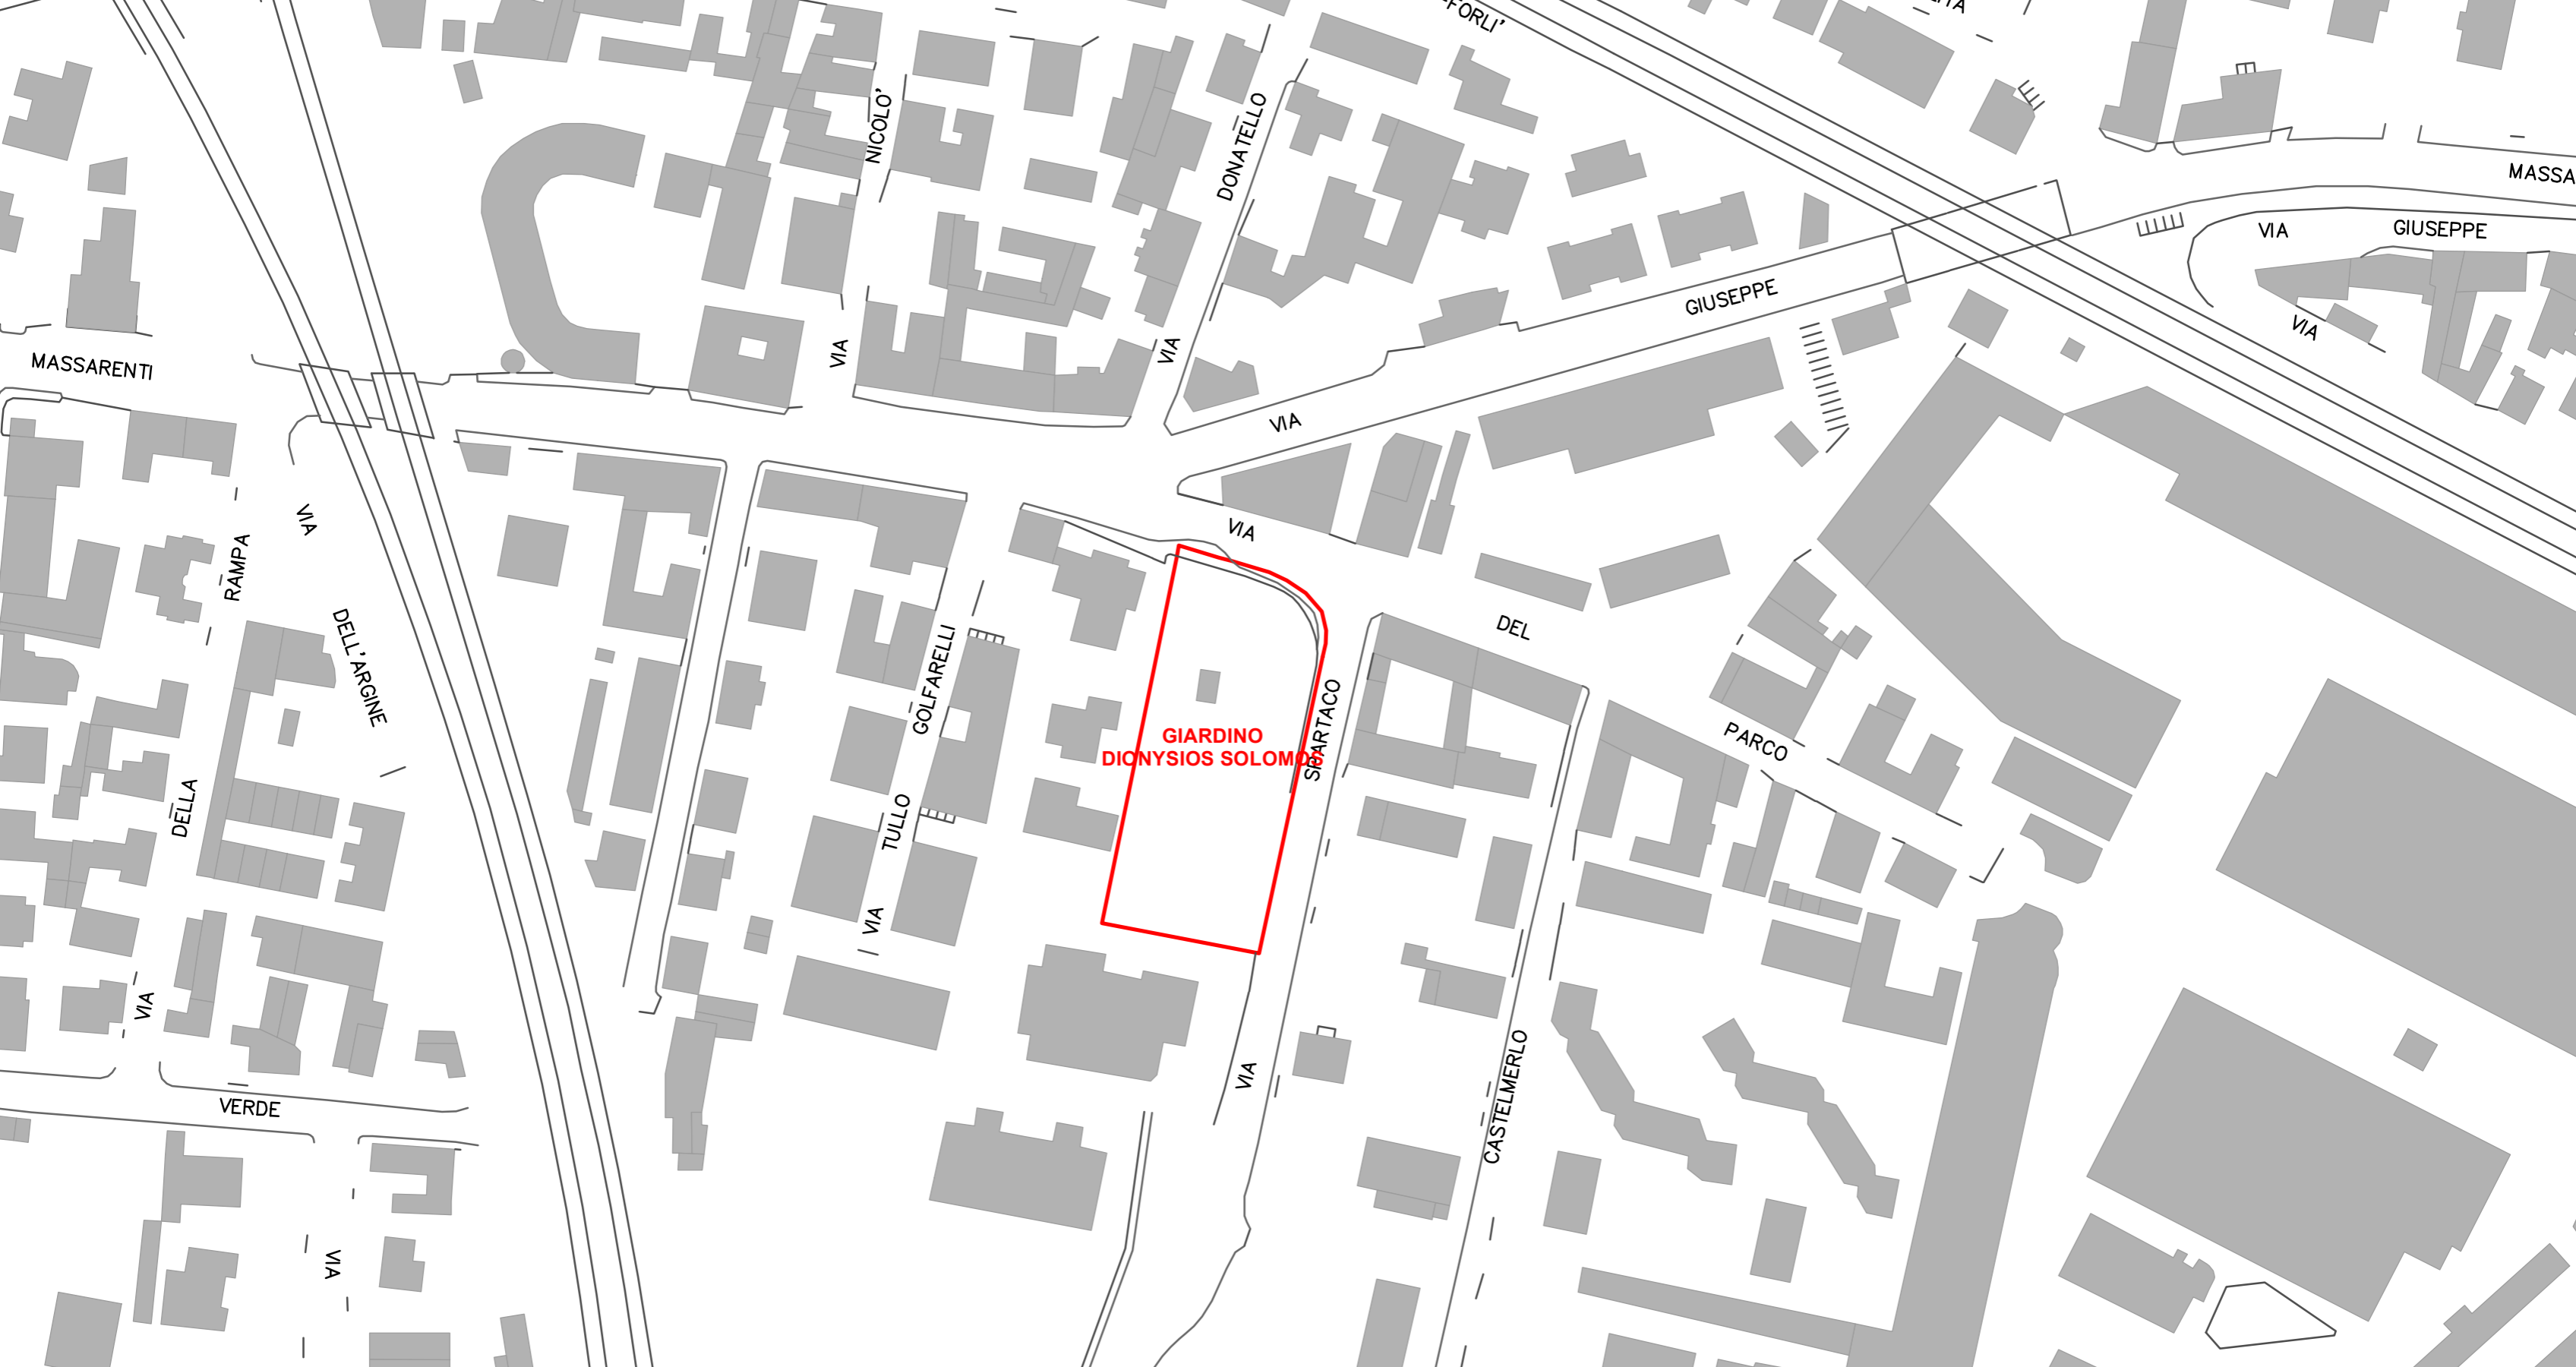 FORLI'
MASSA
VIA
GIUSEPPE
VIA
NICOLO'
VIA
DONATELLO
VIA
GIUSEPPE
VIA
MASSARENTI
VIA
DELL'ARGINE
RAMPA
DELLA
VIA
VIA
DEL
PARCO
GOLFARELLI
TULLO
VIA
GIARDINO
DIONYSIOS SOLOMOS
SPARTACO
VIA
CASTELMERLO
VERDE
VIA